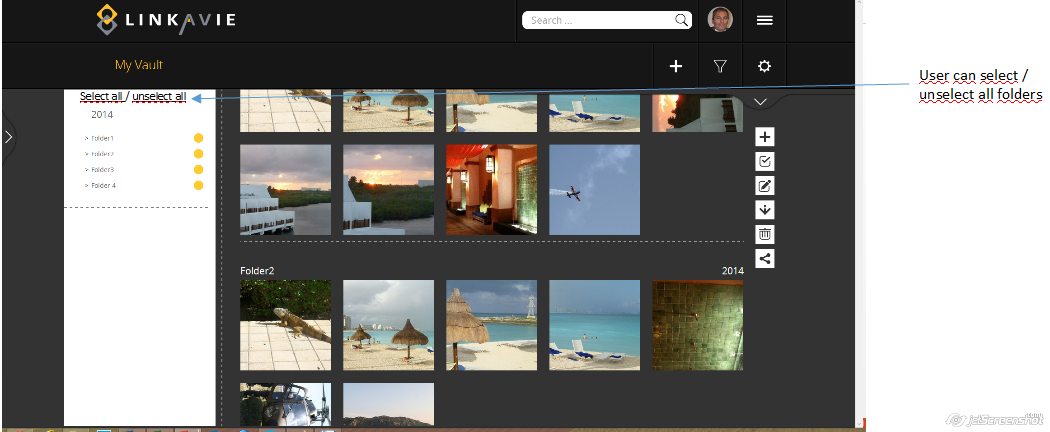 LINKAVIE
Search ...
My Vault
Select all / unselect all
2014
> Folder1
> Folder2
> Folder3
> Folder 4
Folder2
2014
User can select /
unselect all folders
.com
jetScreenshot